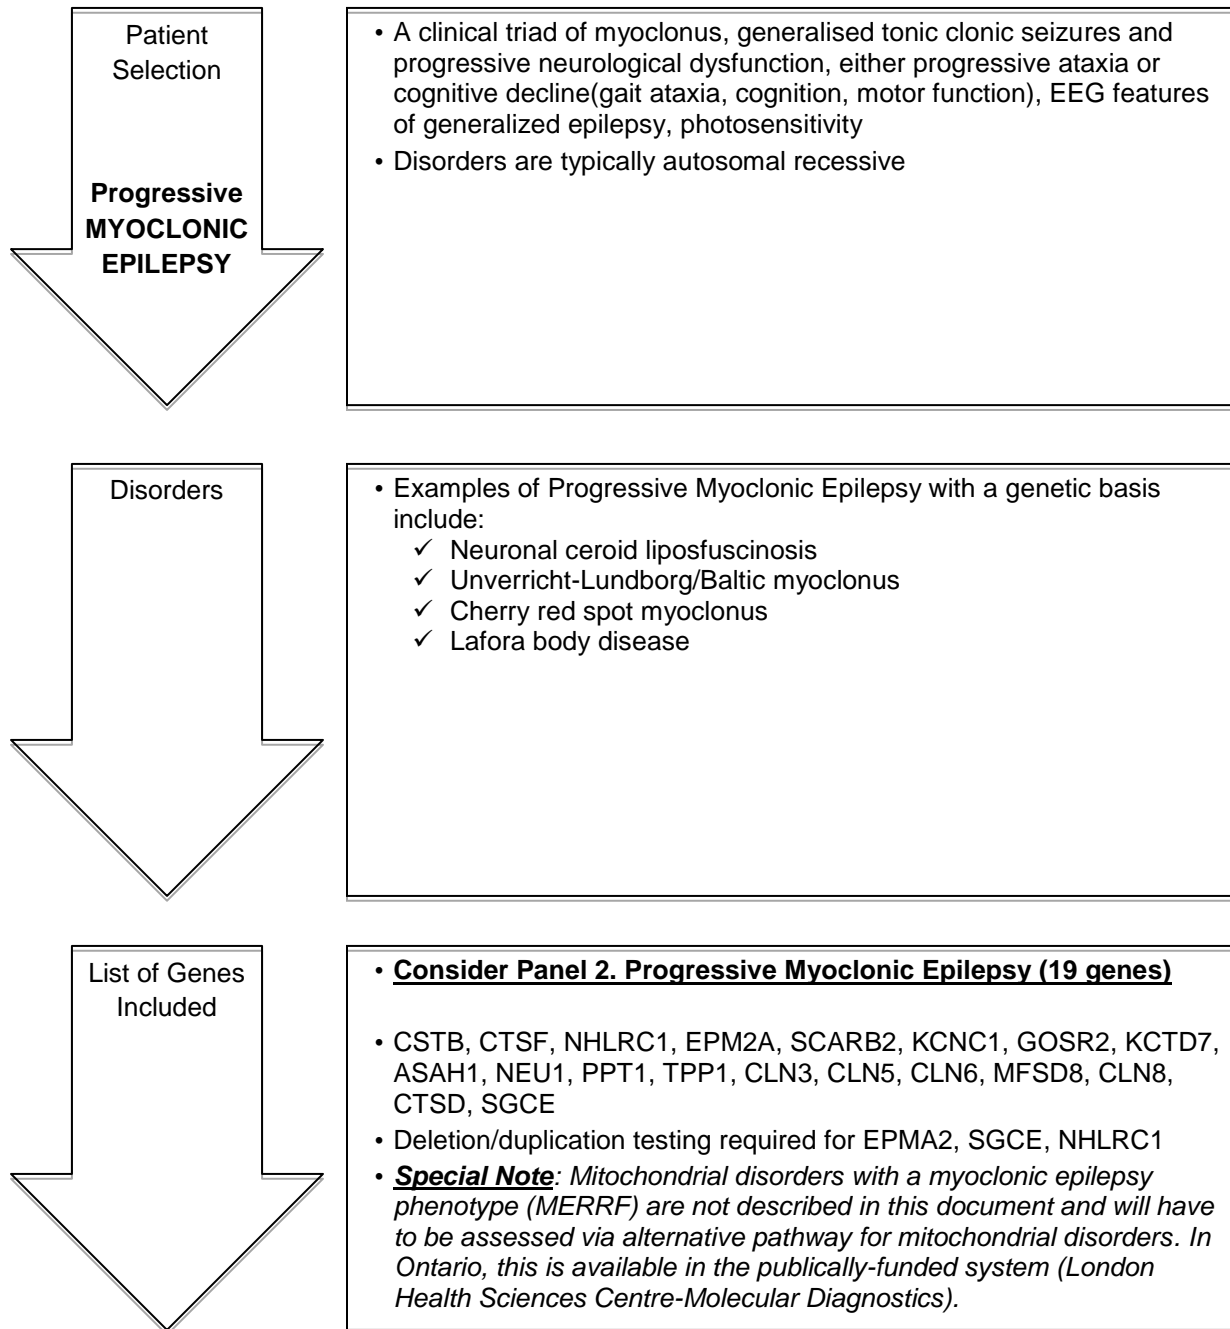 Patient
Selection
Progressive
MYOCLONIC
EPILEPSY
• A clinical triad of myoclonus, generalised tonic clonic seizures and
progressive neurological dysfunction, either progressive ataxia or
cognitive decline(gait ataxia, cognition, motor function), EEG features
of generalized epilepsy, photosensitivity
• Disorders are typically autosomal recessive
Disorders
• Examples of Progressive Myoclonic Epilepsy with a genetic basis
include:
✓ Neuronal ceroid liposfuscinosis
✓ Unverricht-Lundborg/Baltic myoclonus
✓ Cherry red spot myoclonus
✓ Lafora body disease
List of Genes
Included
• Consider Panel 2. Progressive Myoclonic Epilepsy (19 genes)
• CSTB, CTSF, NHLRC1, EPM2A, SCARB2, KCNC1, GOSR2, KCTD7,
ASAH1, NEU1, PPT1, TPP1, CLN3, CLN5, CLN6, MFSD8, CLN8,
CTSD, SGCE
• Deletion/duplication testing required for EPMA2, SGCE, NHLRC1
• Special Note: Mitochondrial disorders with a myoclonic epilepsy
phenotype (MERRF) are not described in this document and will have
to be assessed via alternative pathway for mitochondrial disorders. In
Ontario, this is available in the publically-funded system (London
Health Sciences Centre-Molecular Diagnostics).